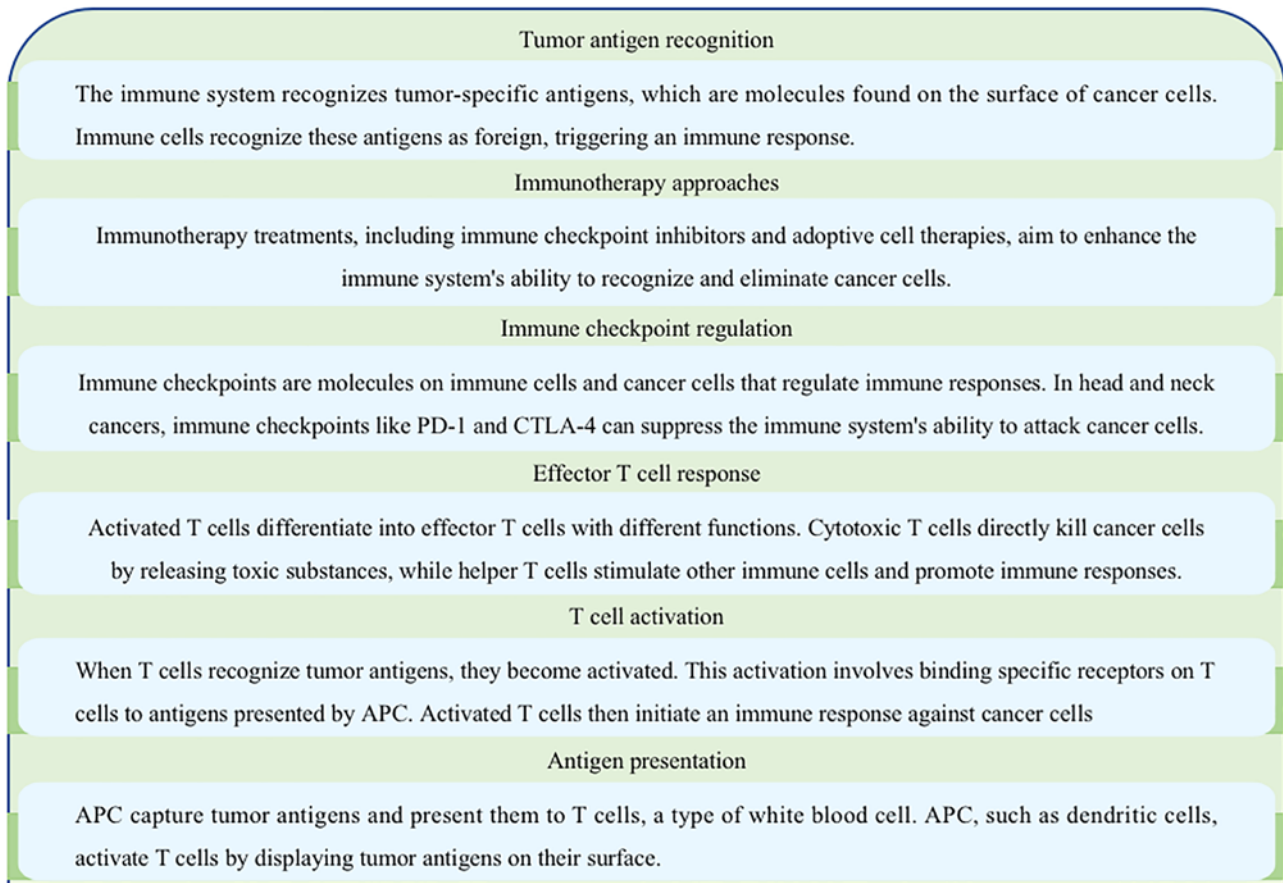 Tumor antigen recognition
The immune system recognizes tumor-specific antigens, which are molecules found on the surface of cancer cells.
Immune cells recognize these antigens as foreign, triggering an immune response.
Immunotherapy approaches
Immunotherapy treatments, including immune checkpoint inhibitors and adoptive cell therapies, aim to enhance the
immune system's ability to recognize and eliminate cancer cells.
Immune checkpoint regulation
Immune checkpoints are molecules on immune cells and cancer cells that regulate immune responses. In head and neck
cancers, immune checkpoints like PD-1 and CTLA-4 can suppress the immune system's ability to attack cancer cells.
Effector T cell response
Activated T cells differentiate into effector T cells with different functions. Cytotoxic T cells directly kill cancer cells
by releasing toxic substances, while helper T cells stimulate other immune cells and promote immune responses.
T cell activation
When T cells recognize tumor antigens, they become activated. This activation involves binding specific receptors on T
cells to antigens presented by APC. Activated T cells then initiate an immune response against cancer cells
Antigen presentation
APC capture tumor antigens and present them to T cells, a type of white blood cell. APC, such as dendritic cells,
activate T cells by displaying tumor antigens on their surface.